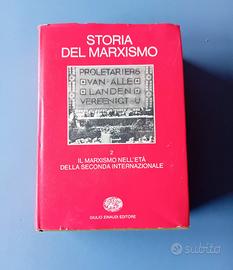 STORIA
DEL MARXISMO
PROLETARIERS
VAN ALLE
LANDEN
VEREENIGT U
2
IL MARXISMO NELL'ETÀ
DELLA SECONDA INTERNAZIONALE
GIULIO EINAUDI EDITORE
subito